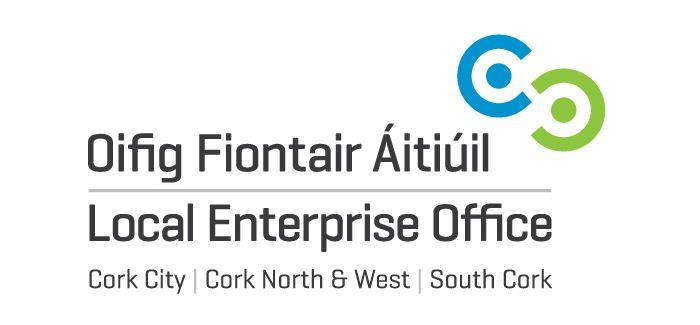 Oifig Fiontair Áitiúil
Local Enterprise Office
Cork City | Cork North & West | South Cork